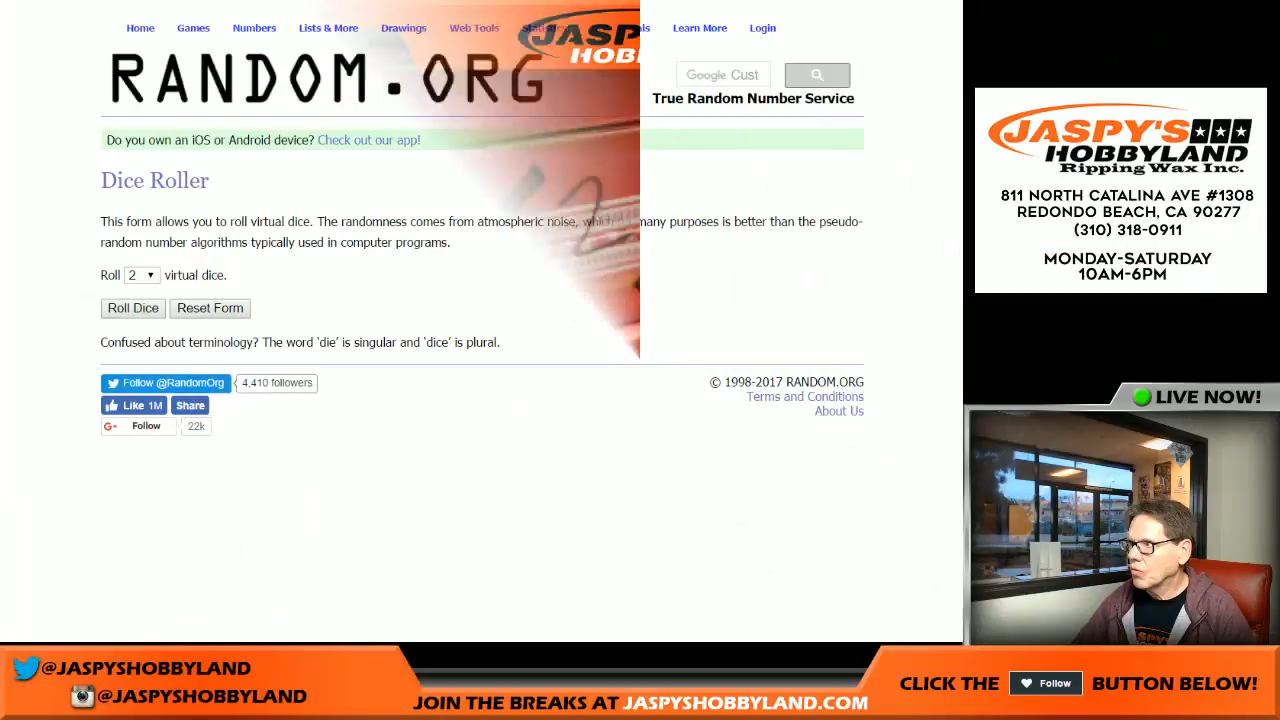 Home Games Numbers Lists & More Drawings Web Tools Learn More Login
JASPY
HOBB
RANDOM.ORG
Google Cust
True Random Number Service
Do you own an iOS or Android device? Check out our app!
Dice Roller
This form allows you to roll virtual dice. The randomness comes from atmospheric noise, which many purposes is better than the pseudo-
random number algorithms typically used in computer programs.
Roll 2 virtual dice.
Roll Dice Reset Form
Confused about terminology? The word 'die' is singular and 'dice' is plural.
Follow @RandomOrg 4,410 followers
Like 1M Share
G+ Follow 22k
© 1998-2017 RANDOM.ORG
Terms and Conditions
About Us
JASPY'S
HOBBYLAND
Ripping Wax Inc.
811 NORTH CATALINA AVE #1308
REDONDO BEACH, CA 90277
(310) 318-0911
MONDAY-SATURDAY
10AM-6PM
LIVE NOW!
@JASPYSHOBBYLAND
@JASPYSHOBBYLAND
JOIN THE BREAKS AT JASPYSHOBBYLAND.COM
CLICK THE Follow BUTTON BELOW!